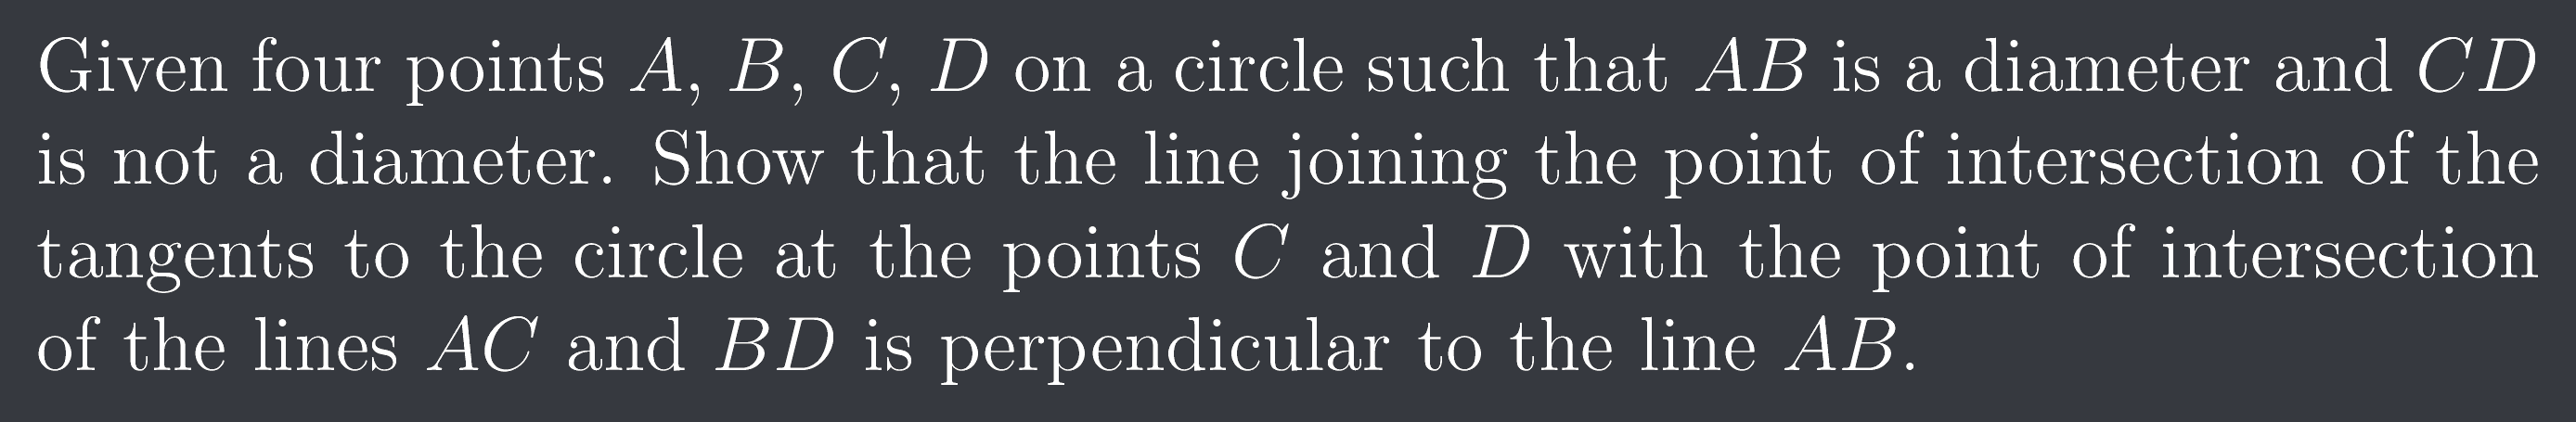 Given four points A, B, C, D on a circle such that AB is a diameter and CD
is not a diameter. Show that the line joining the point of intersection of the
tangents to the circle at the points C and D with the point of intersection
of the lines AC and BD is perpendicular to the line AB.